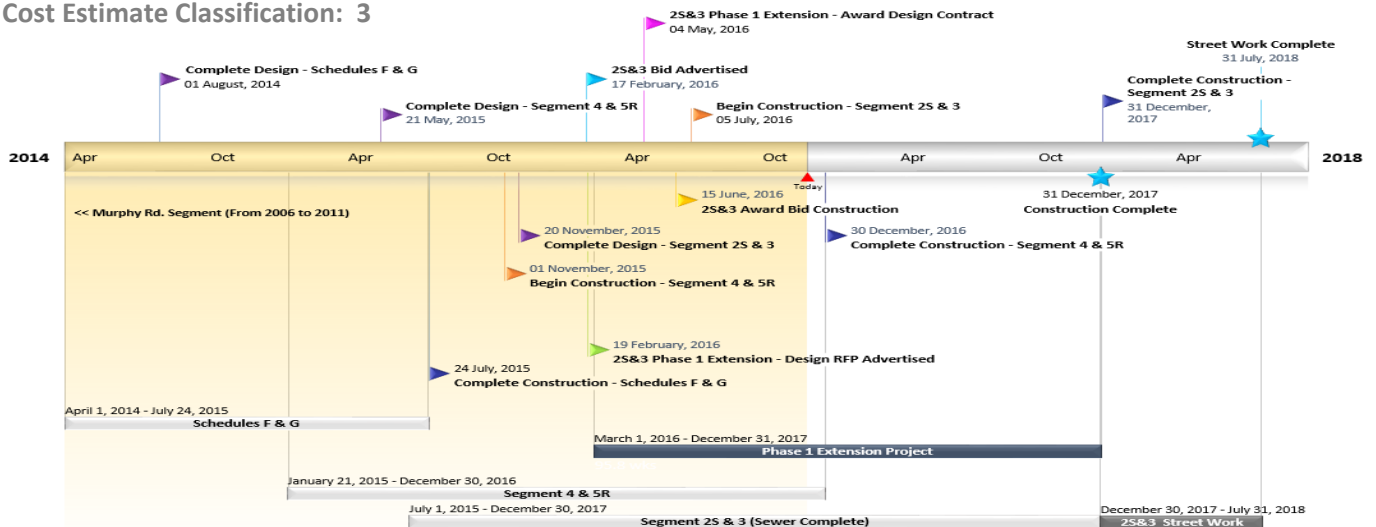 Cost Estimate Classification: 3
2S&3 Phase 1 Extension - Award Design Contract
04 May, 2016
Street Work Complete
31 July, 2018
Complete Design - Schedules F & G
01 August, 2014
2S&3 Bid Advertised
17 February, 2016
Complete Construction -
Segment 2S & 3
31 December,
2017
Complete Design - Segment 4 & 5R
21 May, 2015
Begin Construction - Segment 2S & 3
05 July, 2016
2014 Apr Oct Apr Oct Apr Oct Apr Oct Apr 2018
Today
<< Murphy Rd. Segment (From 2006 to 2011)
15 June, 2016
2S&3 Award Bid Construction
31 December, 2017
Construction Complete
20 November, 2015
Complete Design - Segment 2S & 3
30 December, 2016
Complete Construction - Segment 4 & 5R
01 November, 2015
Begin Construction - Segment 4 & 5R
19 February, 2016
2S&3 Phase 1 Extension - Design RFP Advertised
24 July, 2015
Complete Construction - Schedules F & G
April 1, 2014 - July 24, 2015
Schedules F & G
March 1, 2016 - December 31, 2017
Phase 1 Extension Project
January 21, 2015 - December 30, 2016
Segment 4 & 5R
July 1, 2015 - December 30, 2017
Segment 2S & 3 (Sewer Complete)
December 30, 2017 - July 31, 2018
2S&3 Street Work